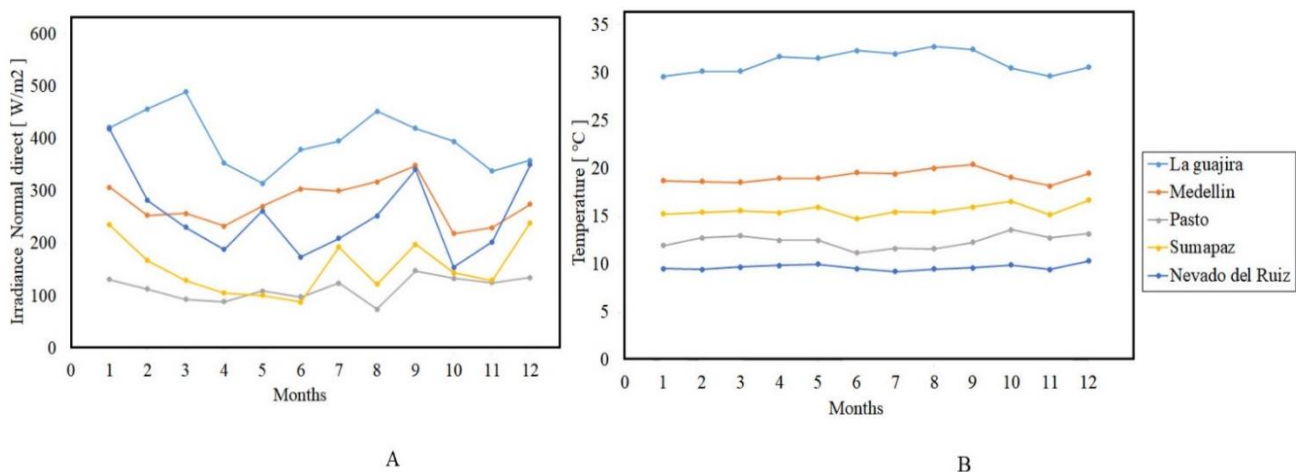 Irradiance Normal direct [ W/m2 ]
600
500
400
300
200
100
0
0 1 2 3 4 5 6 7 8 9 10 11 12
Months
A
Temperature [ °C ]
35
30
25
20
15
10
5
0
0 1 2 3 4 5 6 7 8 9 10 11 12
Months
B
La guajira
Medellin
Pasto
Sumapaz
Nevado del Ruiz